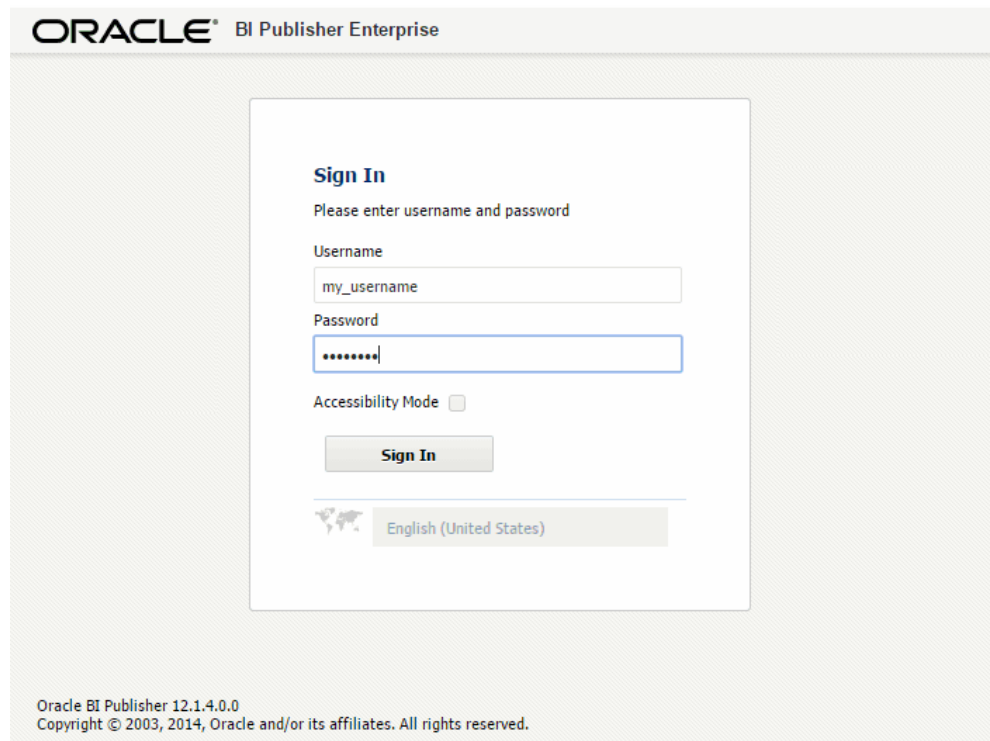 ORACLE® BI Publisher Enterprise
Sign In
Please enter username and password
Username
my_username
Password
••••••••
Accessibility Mode
Sign In
English (United States)
Oracle BI Publisher 12.1.4.0.0
Copyright © 2003, 2014, Oracle and/or its affiliates. All rights reserved.